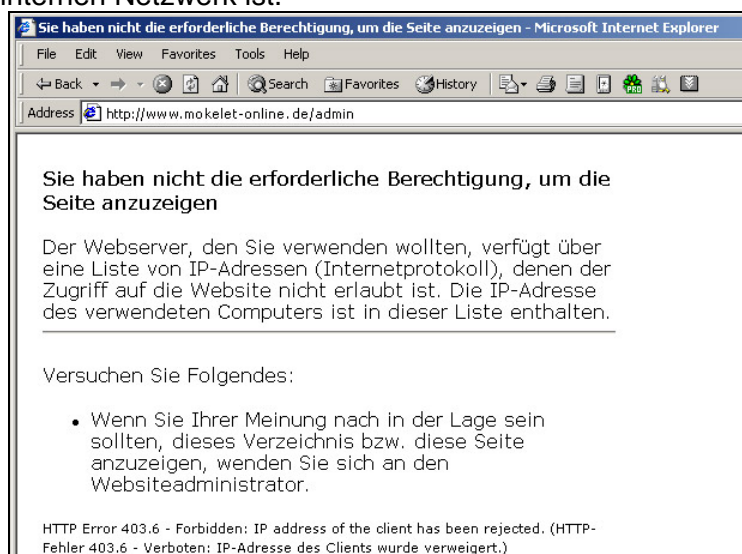 internen Netzwerk ist.
Sie haben nicht die erforderliche Berechtigung, um die Seite anzuzeigen - Microsoft Internet Explorer
File Edit View Favorites Tools Help
Back Search Favorites History
Address http://www.mokelet-online.de/admin
Sie haben nicht die erforderliche Berechtigung, um die
Seite anzuzeigen
Der Webserver, den Sie verwenden wollten, verfügt über
eine Liste von IP-Adressen (Internetprotokoll), denen der
Zugriff auf die Website nicht erlaubt ist. Die IP-Adresse
des verwendeten Computers ist in dieser Liste enthalten.
Versuchen Sie Folgendes:
• Wenn Sie Ihrer Meinung nach in der Lage sein
sollten, dieses Verzeichnis bzw. diese Seite
anzuzeigen, wenden Sie sich an den
Websiteadministrator.
HTTP Error 403.6 - Forbidden: IP address of the client has been rejected. (HTTP-
Fehler 403.6 - Verboten: IP-Adresse des Clients wurde verweigert.)